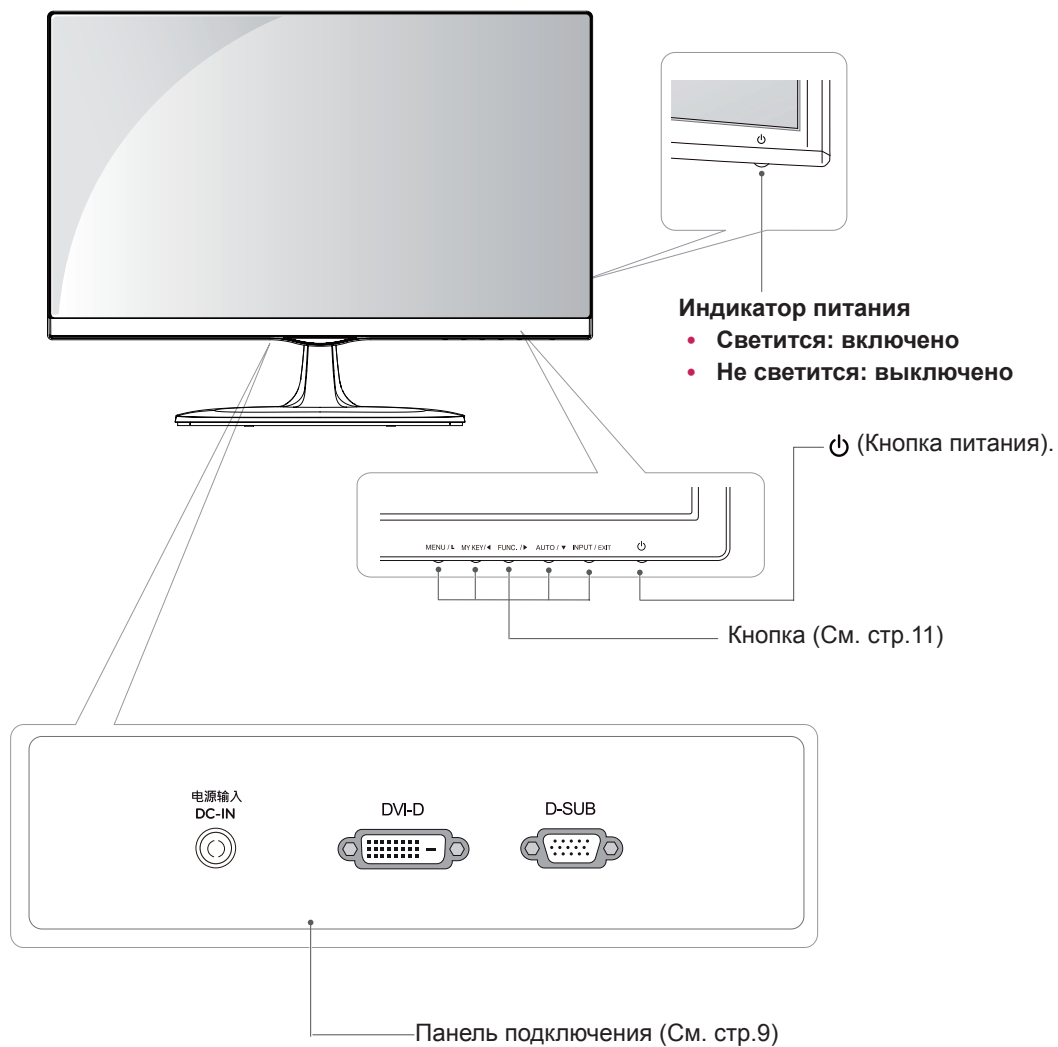 Индикатор питания
• Светится: включено
• Не светится: выключено
(Кнопка питания).
MENU / MY KEY/◄ FUNC. /► AUTO / ▼ INPUT / EXIT
Кнопка (См. стр.11)
电源输入
DC-IN
DVI-D
D-SUB
Панель подключения (См. стр.9)